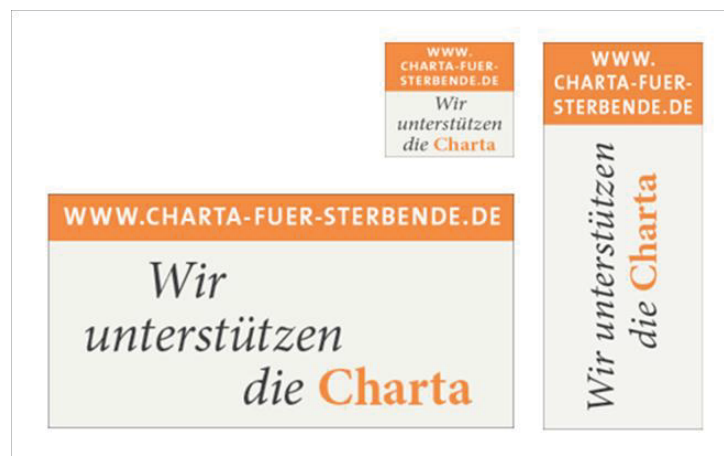 WWW.
CHARTA-FUER-
STERBENDE.DE
Wir
unterstützen
die Charta
WWW.
CHARTA-FUER-
STERBENDE.DE
Wir unterstützen
die Charta
WWW.CHARTA-FUER-STERBENDE.DE
Wir
unterstützen
die Charta